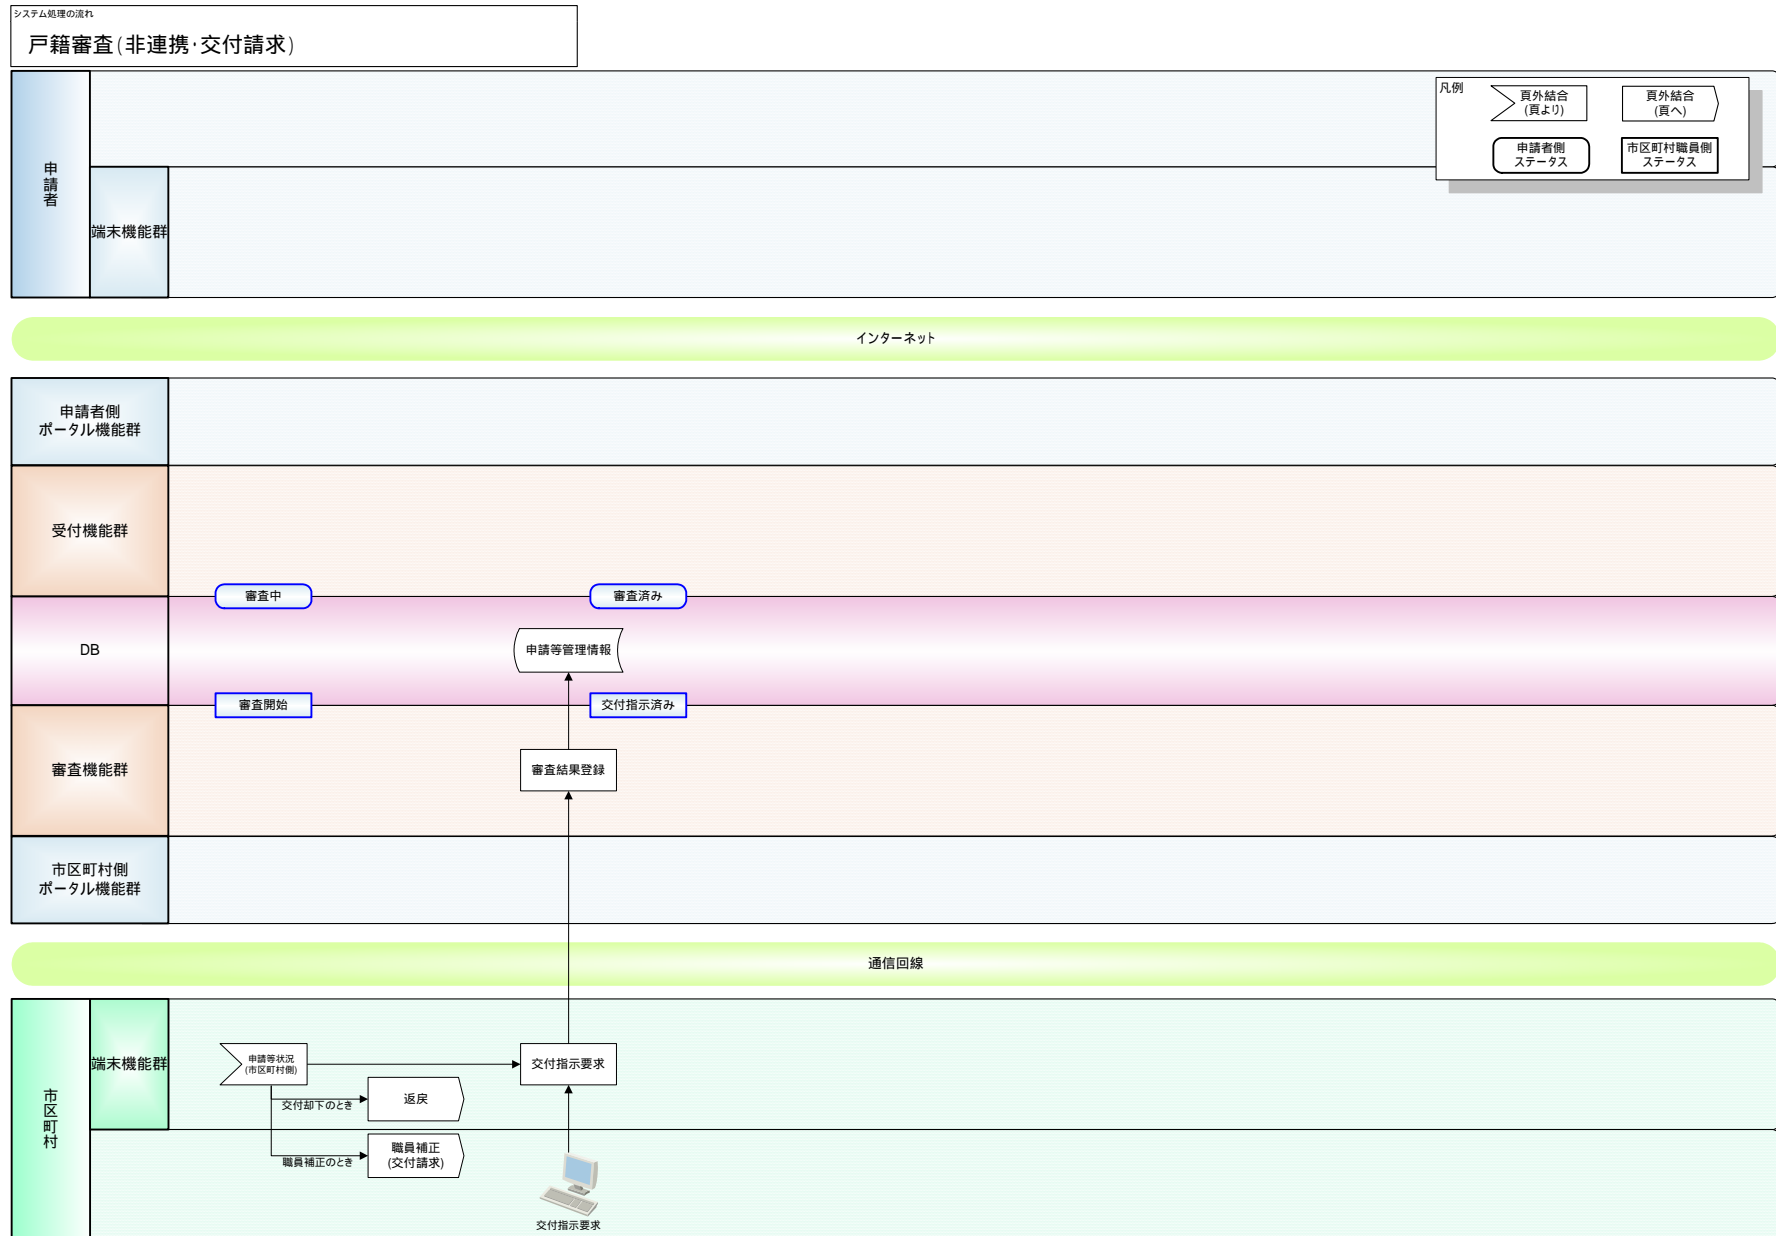 システム処理の流れ
戸籍審査(非連携・交付請求)
凡例
頁外結合
(頁より)
頁外結合
(頁へ)
申請者側
ステータス
市区町村職員側
ステータス
申請者
端末機能群
インターネット
申請者側
ポータル機能群
受付機能群
審査中
審査済み
DB
申請等管理情報
審査開始
交付指示済み
審査機能群
審査結果登録
市区町村側
ポータル機能群
通信回線
市区町村
端末機能群
申請等状況
(市区町村側)
交付指示要求
交付却下のとき
返戻
職員補正のとき
職員補正
(交付請求)
交付指示要求